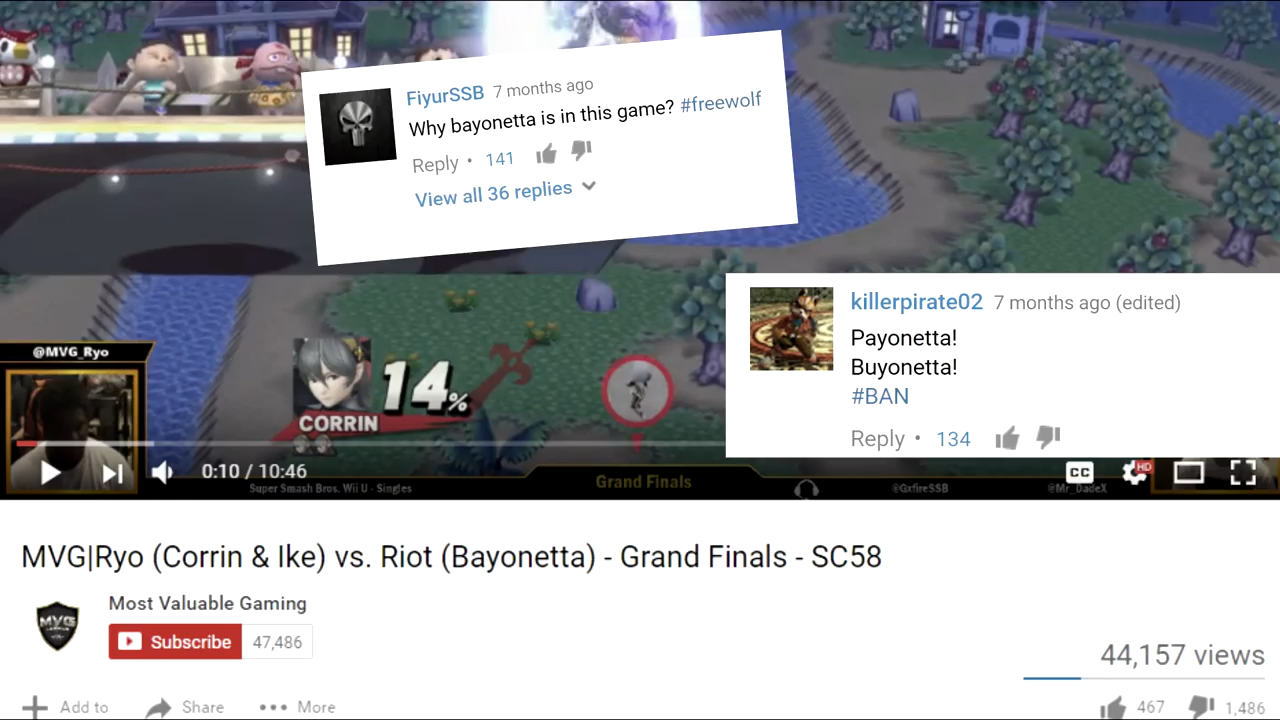 FiyurSSB 7 months ago
Why bayonetta is in this game? #freewolf
Reply • 141
View all 36 replies
killerpirate02 7 months ago (edited)
Payonetta!
Buyonetta!
#BAN
Reply • 134
@MVG_Ryo
14%
CORRIN
0:10 / 10:46
CC
HD
Super Smash Bros. Wii U - Singles
Grand Finals
@GxfireSSB
@Mr_DadeX
MVG|Ryo (Corrin & Ike) vs. Riot (Bayonetta) - Grand Finals - SC58
MVG
Most Valuable Gaming
Subscribe 47,486
44,157 views
Add to Share More
467 1,486